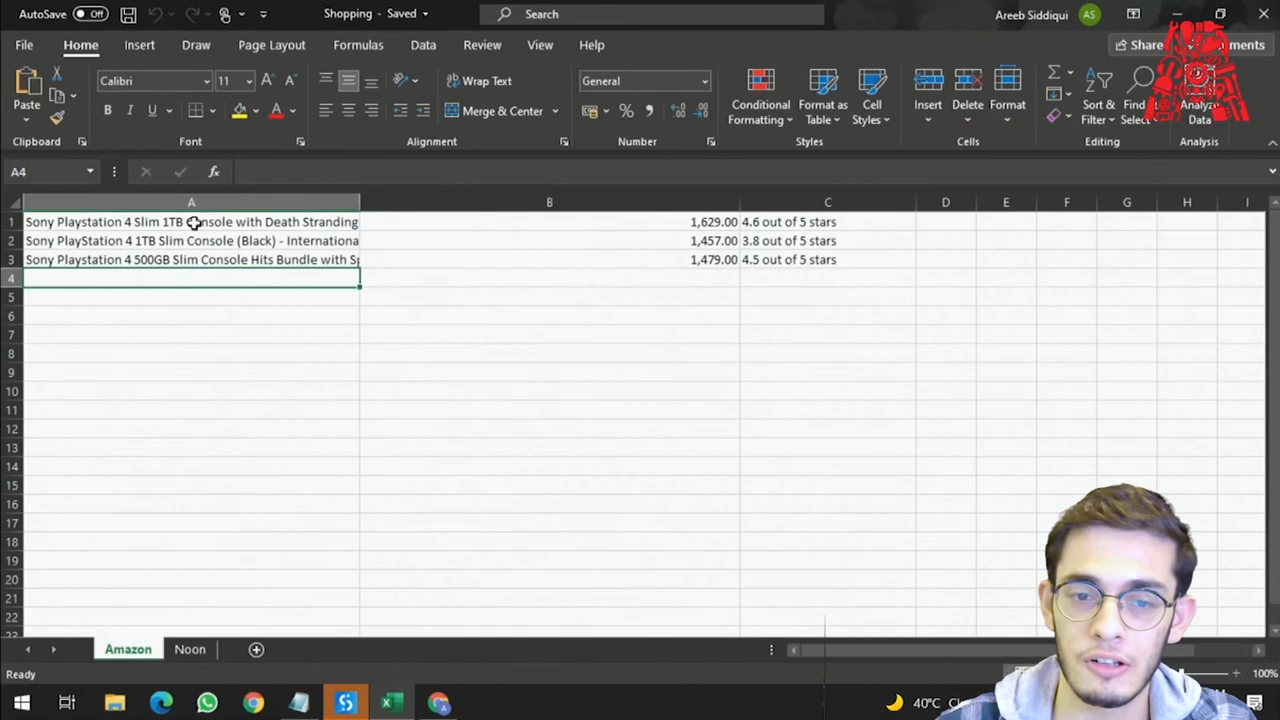 AutoSave Off Shopping - Saved Search Areeb Siddiqui AS
File Home Insert Draw Page Layout Formulas Data Review View Help Share
Paste Calibri 11 A A B I U A Wrap Text Merge & Center General % Conditional Formatting Format as Table Cell Styles Insert Delete Format Sort & Filter
Clipboard Font Alignment Number Styles Cells Editing Analysis
A4 fx
A B C D E F G H I
1 Sony Playstation 4 Slim 1TB Console with Death Stranding 1,629.00 4.6 out of 5 stars
2 Sony PlayStation 4 1TB Slim Console (Black) - Internationa 1,457.00 3.8 out of 5 stars
3 Sony Playstation 4 500GB Slim Console Hits Bundle with 1,479.00 4.5 out of 5 stars
4
5
6
7
8
9
10
11
12
13
14
15
16
17
18
19
20
21
22
23
Amazon Noon
Ready 100%
40°C